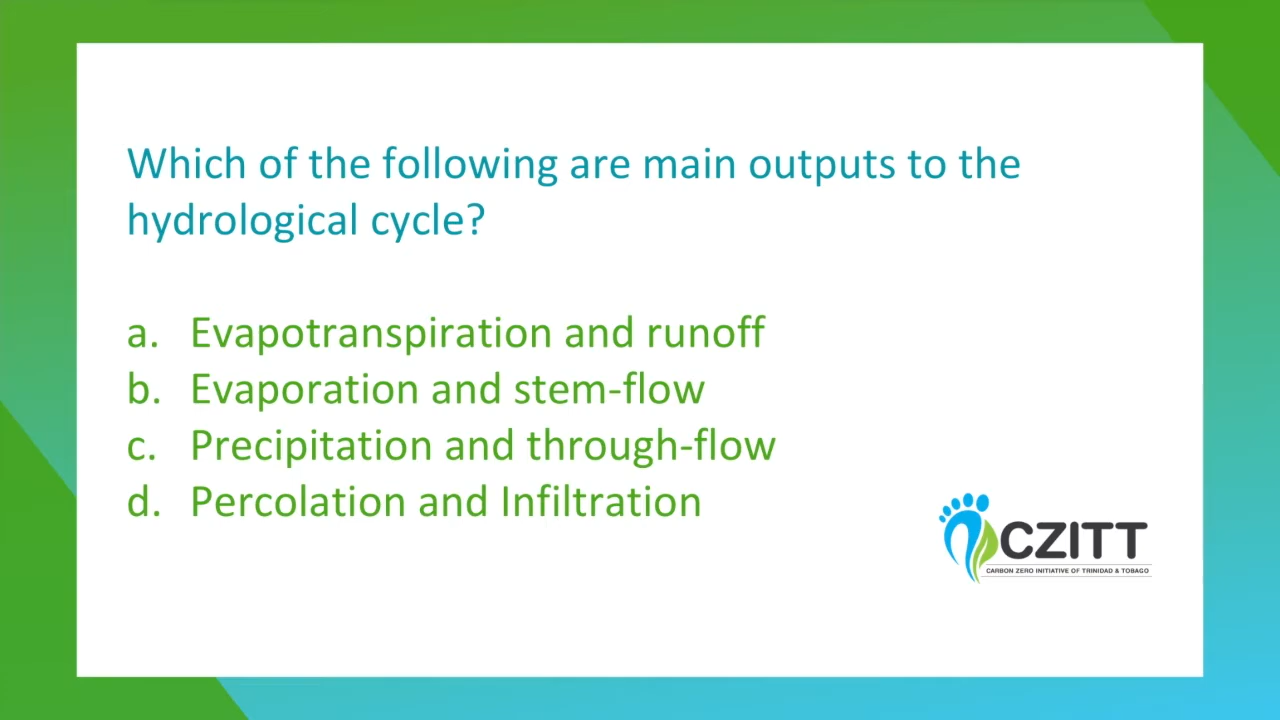 Which of the following are main outputs to the
hydrological cycle?
a. Evapotranspiration and runoff
b. Evaporation and stem-flow
c. Precipitation and through-flow
d. Percolation and Infiltration
CZITT
CARBON ZERO INITIATIVE OF TRINIDAD & TOBAGO